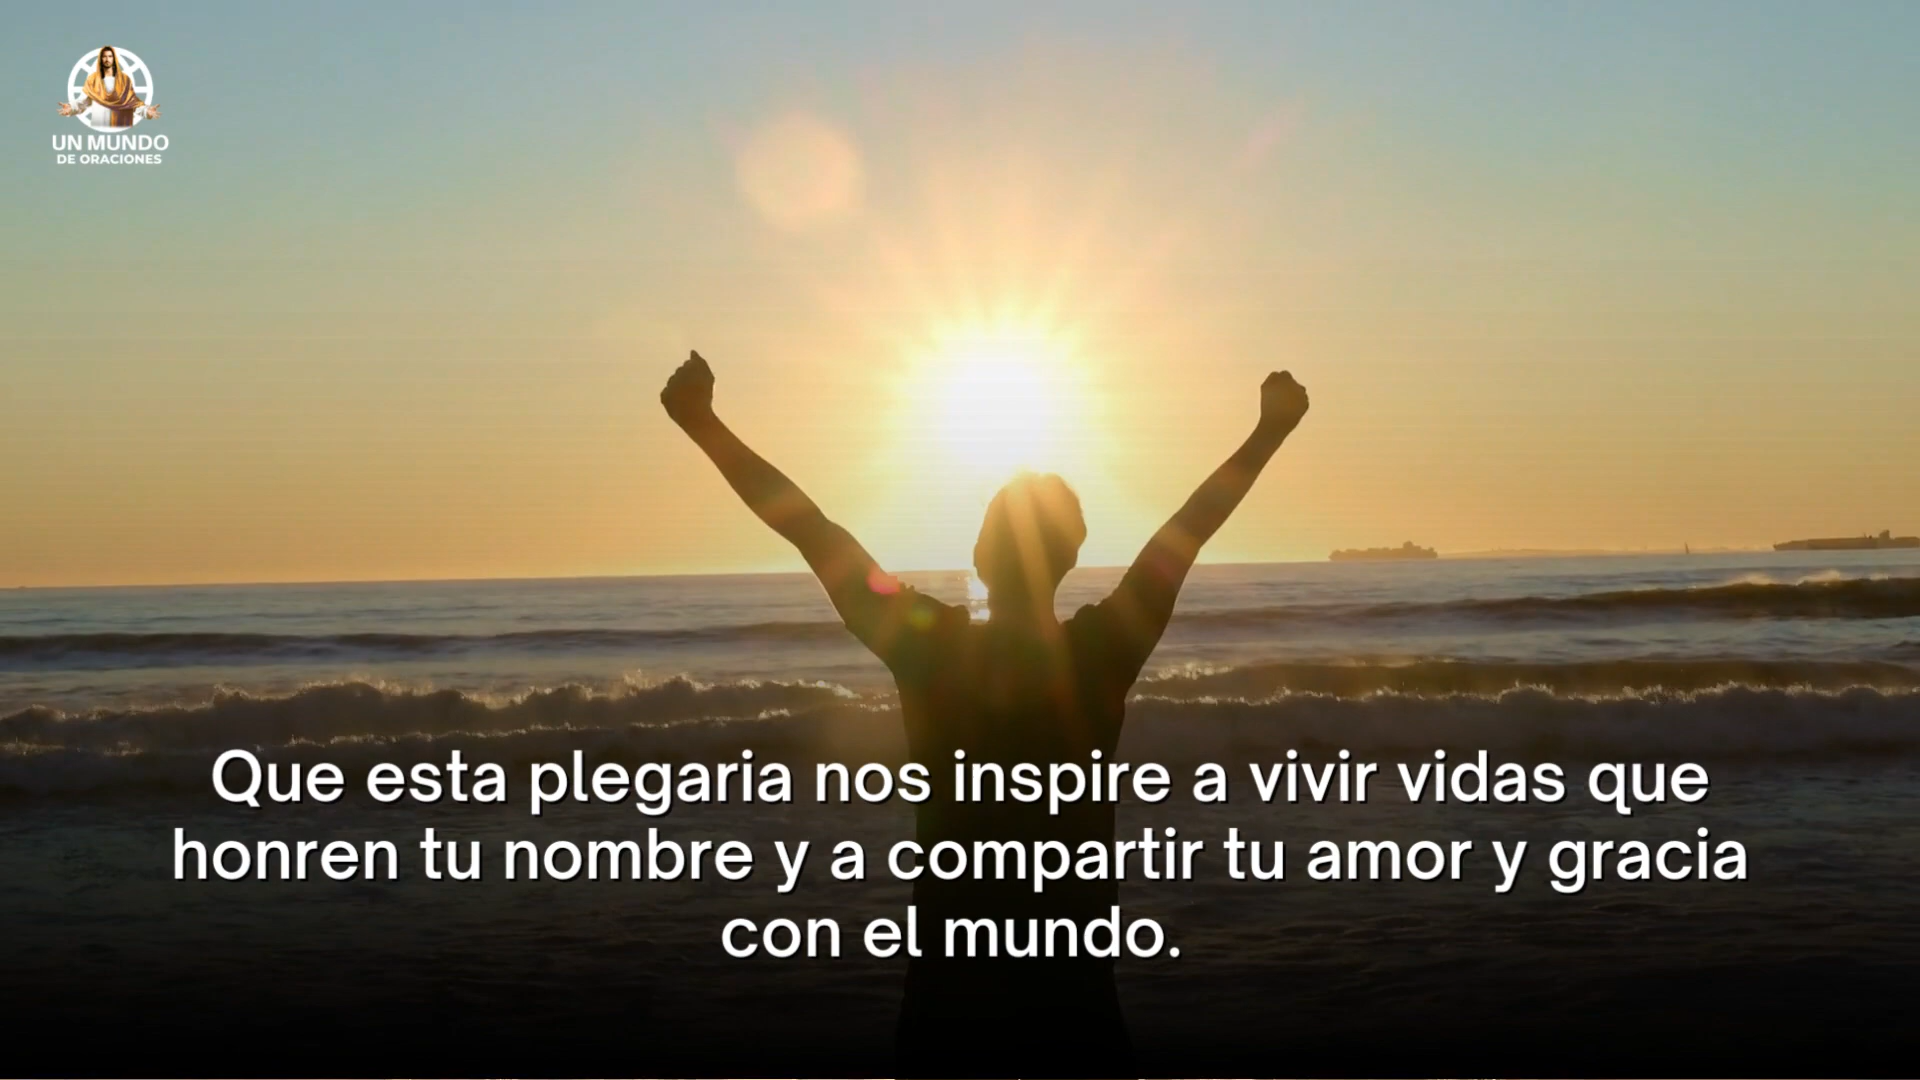 UN MUNDO
DE ORACIONES
Que esta plegaria nos inspire a vivir vidas que
honren tu nombre y a compartir tu amor y gracia
con el mundo.